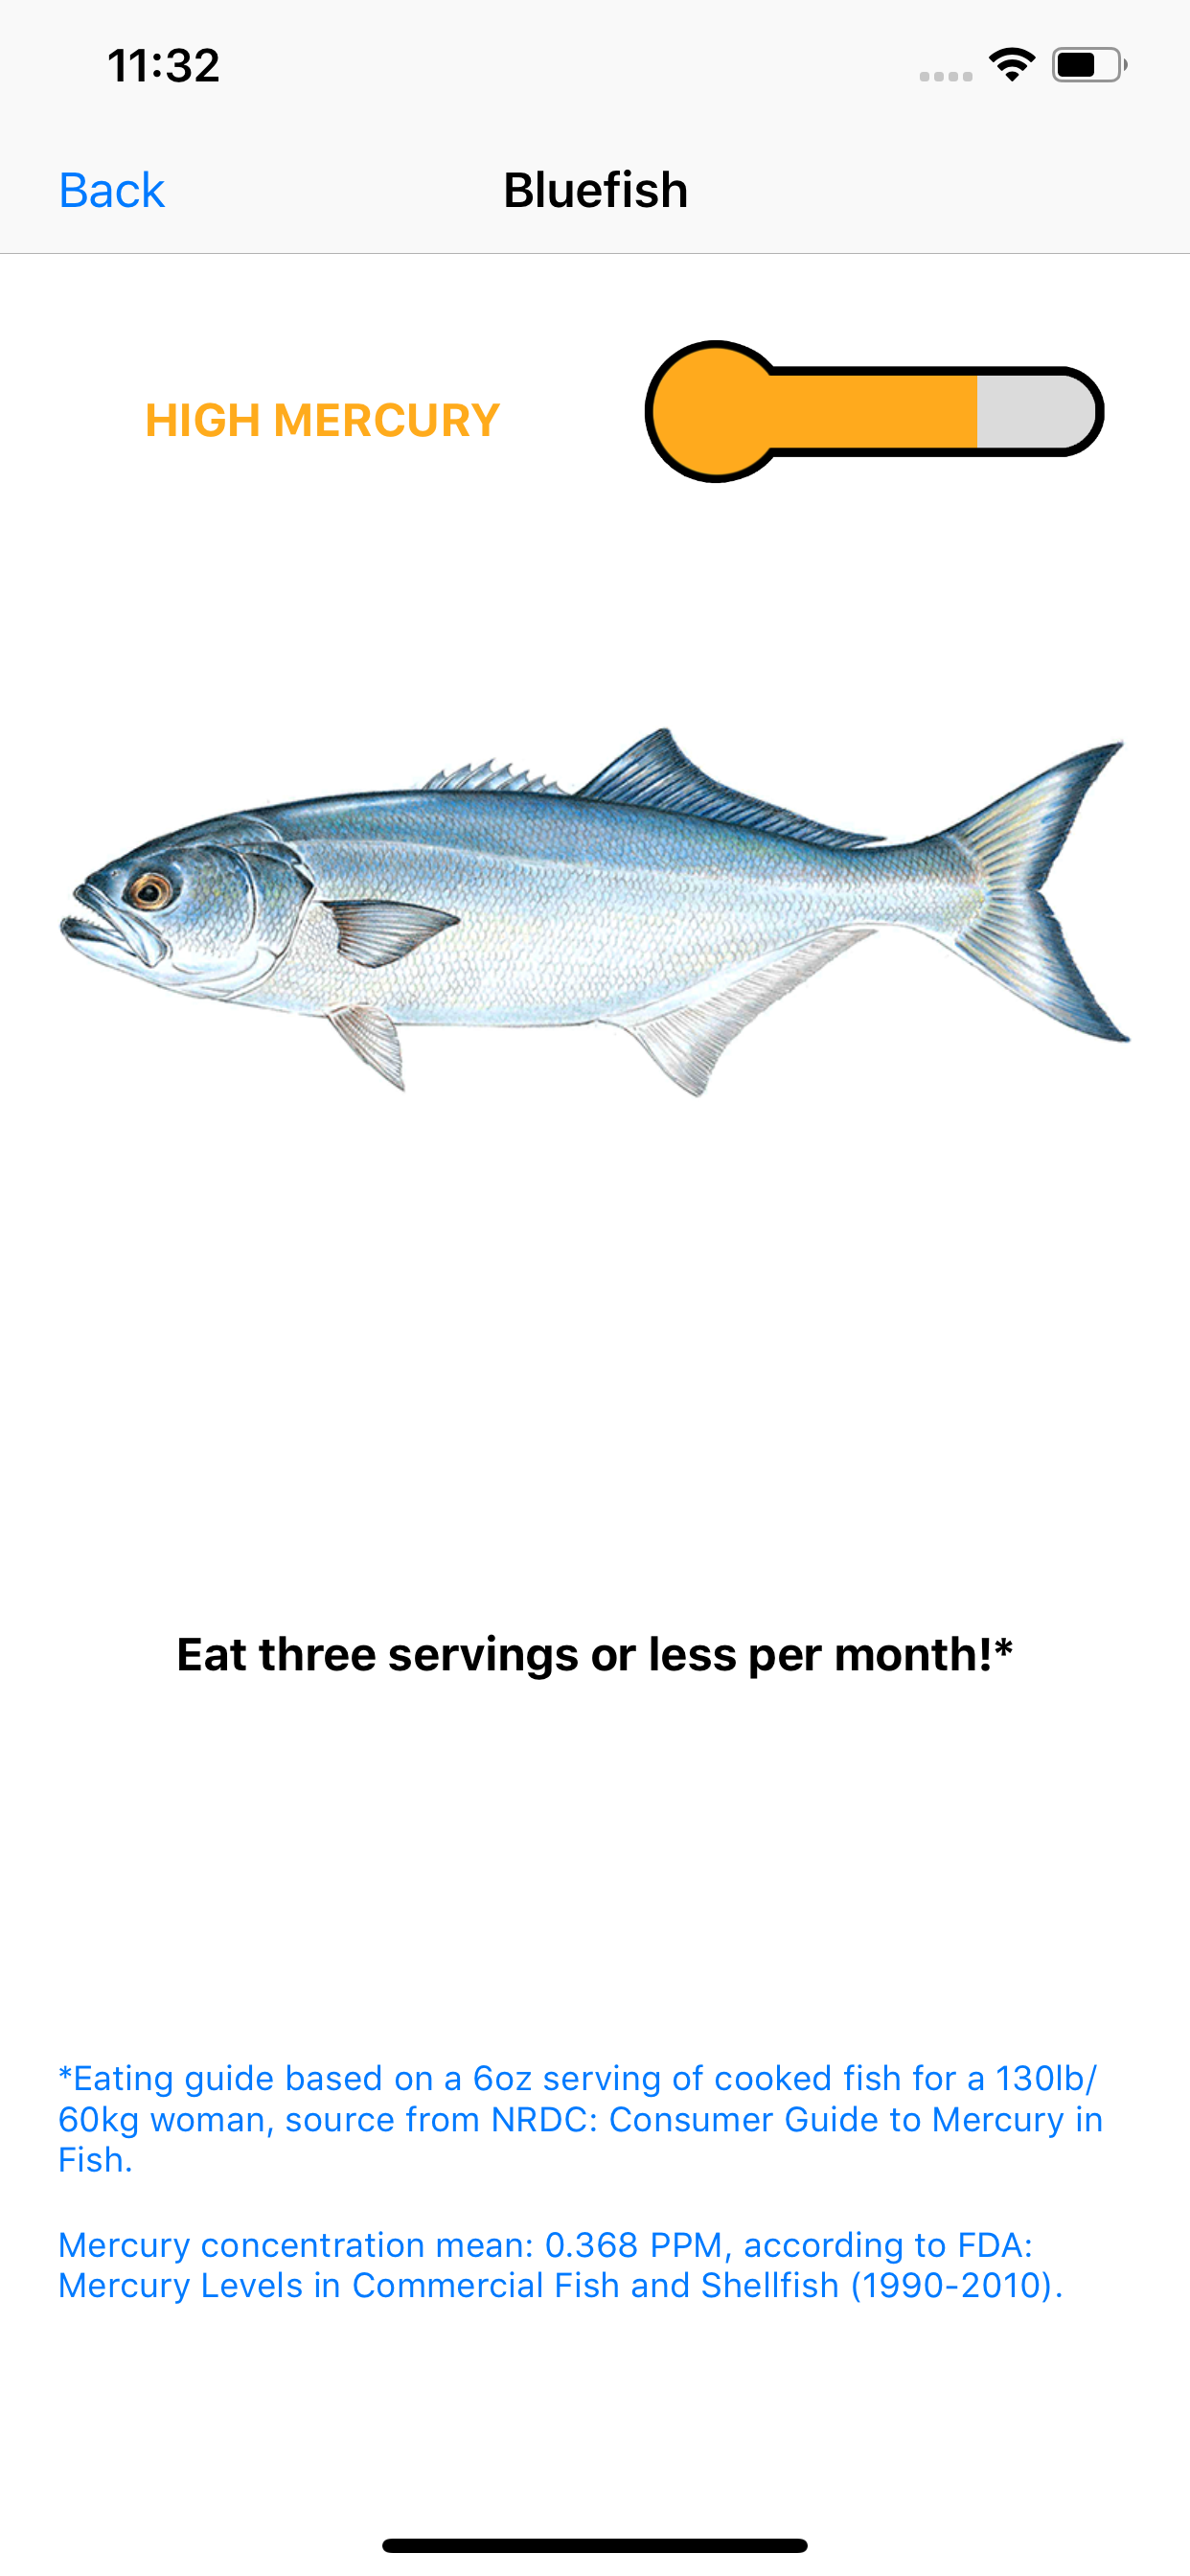 11:32
Back
Bluefish
HIGH MERCURY
Eat three servings or less per month!*
*Eating guide based on a 6oz serving of cooked fish for a 130lb/
60kg woman, source from NRDC: Consumer Guide to Mercury in
Fish.
Mercury concentration mean: 0.368 PPM, according to FDA:
Mercury Levels in Commercial Fish and Shellfish (1990-2010).